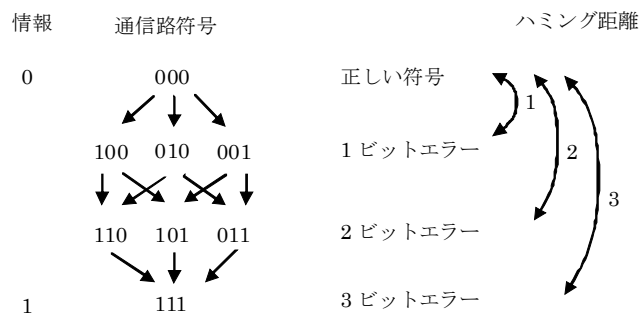 情報 通信路符号 ハミング距離
0 000 正しい符号
1
100 010 001 1 ビットエラー
2
3
110 101 011 2 ビットエラー
1 111 3 ビットエラー